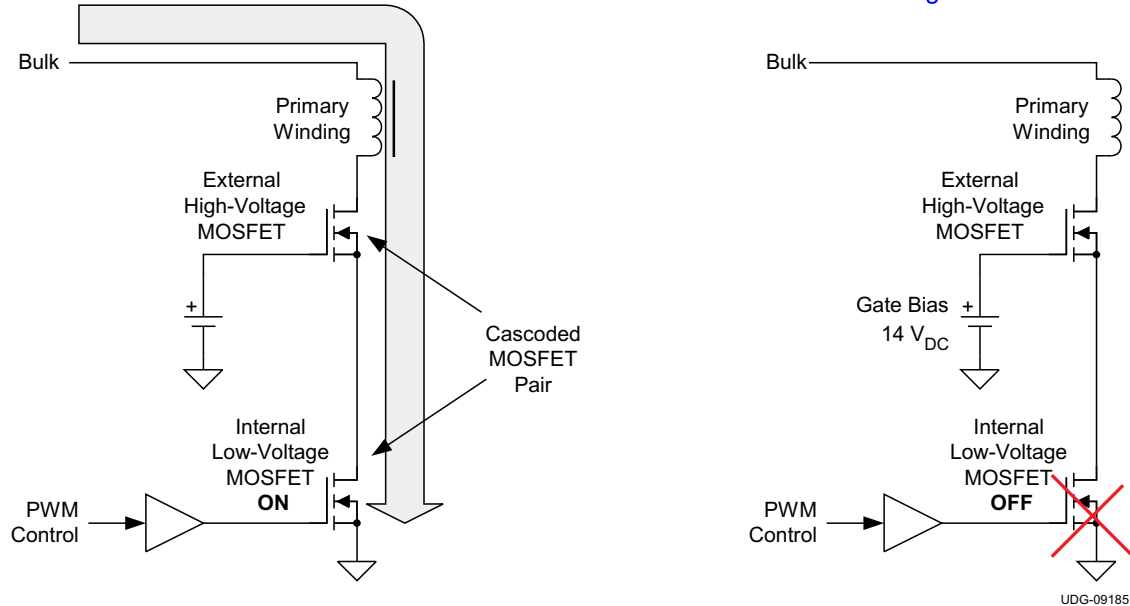 g
Bulk
Primary
Winding
External
High-Voltage
MOSFET
+
Cascoded
MOSFET
Pair
Internal
Low-Voltage
MOSFET
ON
PWM
Control
Bulk
Primary
Winding
External
High-Voltage
MOSFET
Gate Bias
+
14 VDC
Internal
Low-Voltage
MOSFET
OFF
PWM
Control
UDG-09185